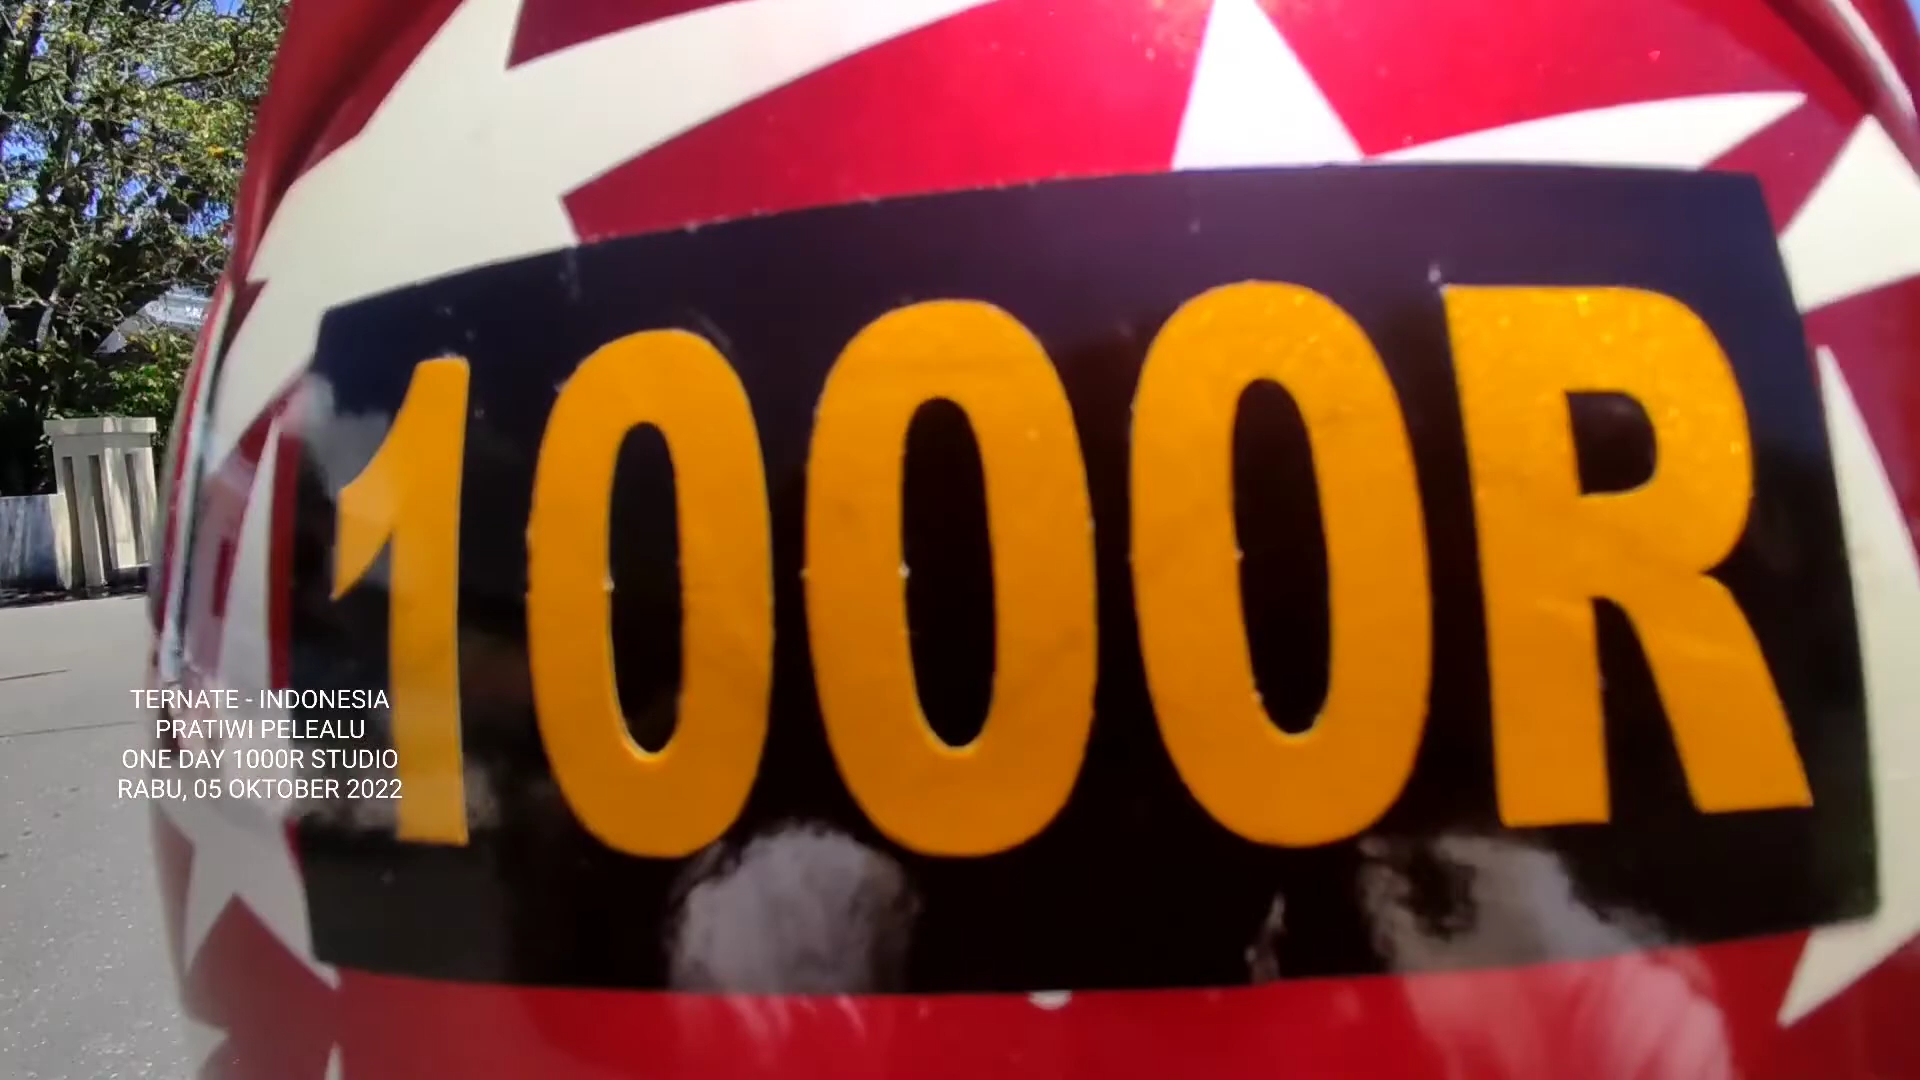 1000R
TERNATE - INDONESIA
PRATIWI PELEALU
ONE DAY 1000R STUDIO
RABU, 05 OKTOBER 2022